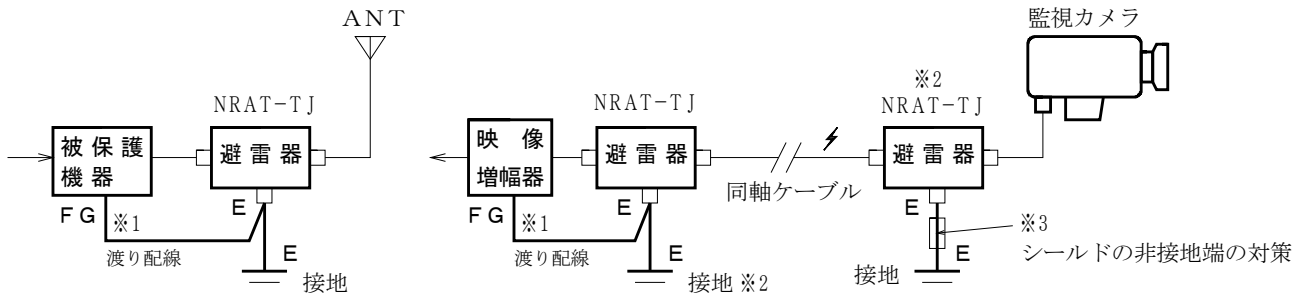 ANT
NRAT-TJ
被保護
機器
避雷器
FG
※1
E
渡り配線
E
接地
NRAT-TJ
映像
増幅器
避雷器
FG
※1
E
渡り配線
E
接地※2
同軸ケーブル
監視カメラ
※2
NRAT-TJ
避雷器
E
※3
シールドの非接地端の対策
E
接地